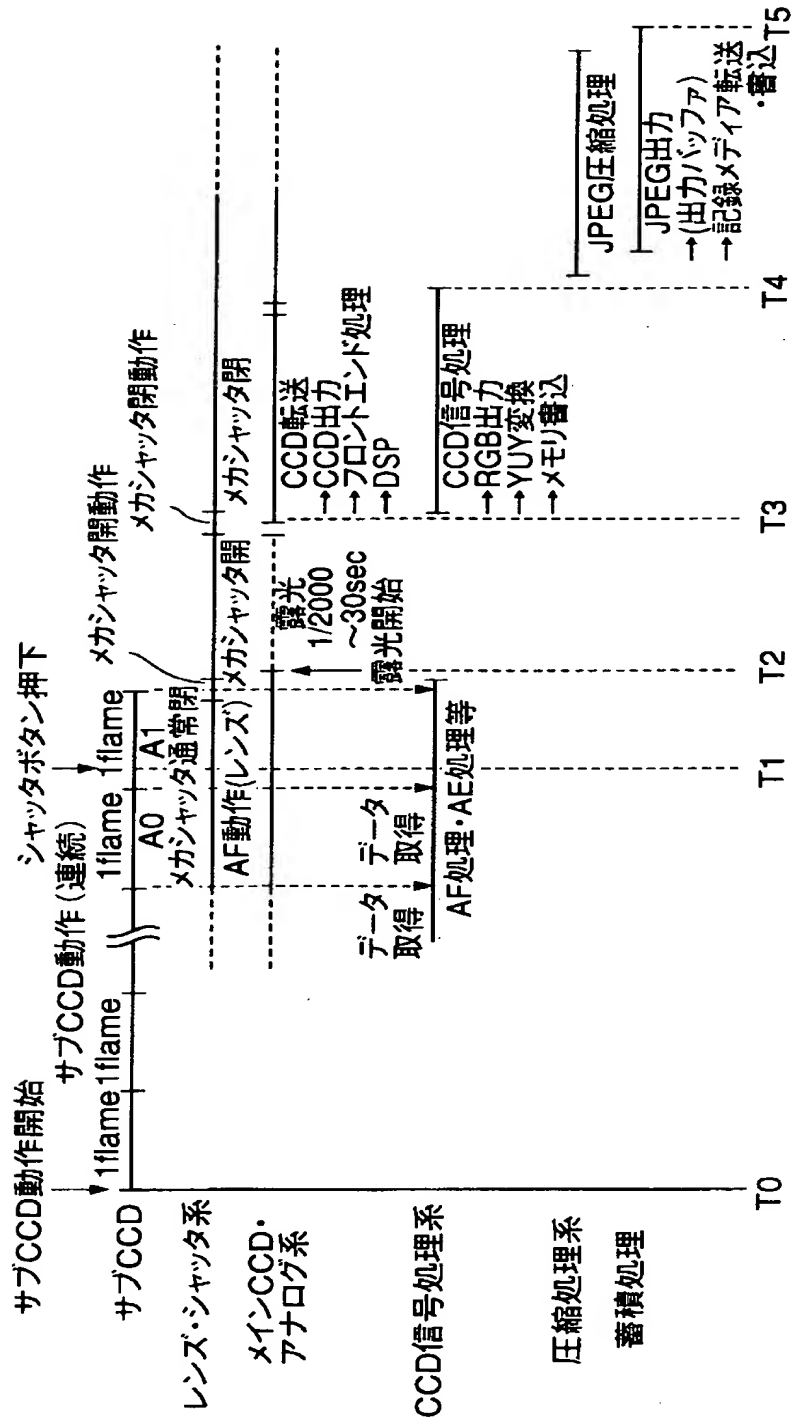 サブCCD動作開始
シャッタボタン押下
サブCCD動作(連続)
メカシャッタ開動作
メカシャッタ閉動作
サブCCD
1flame
1flame
1flame
1flame
A0
A1
レンズ・シャッタ系
メカシャッタ通常閉
AF動作(レンズ)
メカシャッタ開
メカシャッタ閉
メインCCD・
アナログ系
露光
1/2000
~30sec
露光開始
CCD転送
→CCD出力
→フロントエンド処理
→DSP
データ
取得
データ
取得
CCD信号処理系
AF処理・AE処理等
CCD信号処理
→RGB出力
→YUY変換
→メモリ書込
圧縮処理系
JPEG圧縮処理
蓄積処理
JPEG出力
→(出力バッファ)
→記録メディア転送
・書込
T0
T1
T2
T3
T4
T5